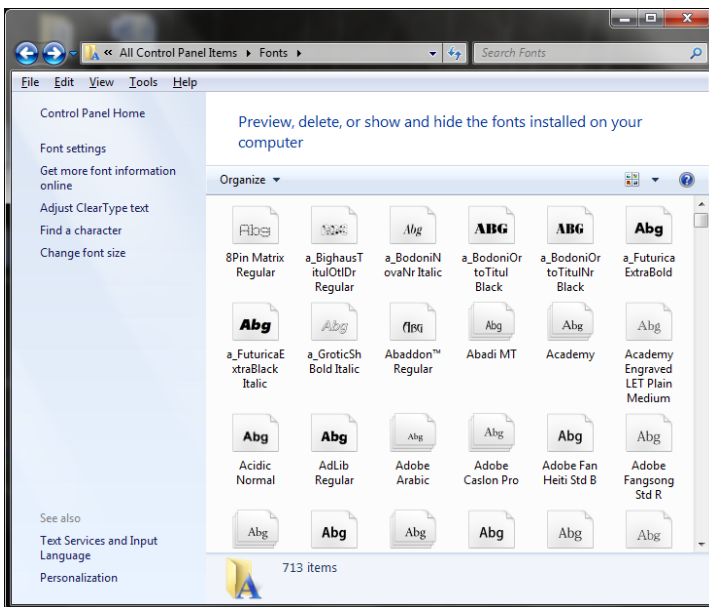 « All Control Panel Items ▸ Fonts ▸
Search Fonts
File Edit View Tools Help
Control Panel Home
Font settings
Get more font information
online
Adjust ClearType text
Find a character
Change font size
See also
Text Services and Input
Language
Personalization
Preview, delete, or show and hide the fonts installed on your
computer
Organize
Abg Abg ABG ABG Abg
8Pin Matrix
Regular
a_BighausT
itulOtlDr
Regular
a_BodoniN
ovaNr Italic
a_BodoniOr
toTitul
Black
a_BodoniOr
toTitulNr
Black
a_Futurica
ExtraBold
Abg Abg Abg Abg Abg Abg
a_FuturicaE
xtraBlack
Italic
a_GroticSh
Bold Italic
Abaddon™
Regular
Abadi MT
Academy
Academy
Engraved
LET Plain
Medium
Abg Abg Abg Abg Abg Abg
Acidic
Normal
AdLib
Regular
Adobe
Arabic
Adobe
Caslon Pro
Adobe Fan
Heiti Std B
Adobe
Fangsong
Std R
Abg Abg Abg Abg Abg Abg
713 items